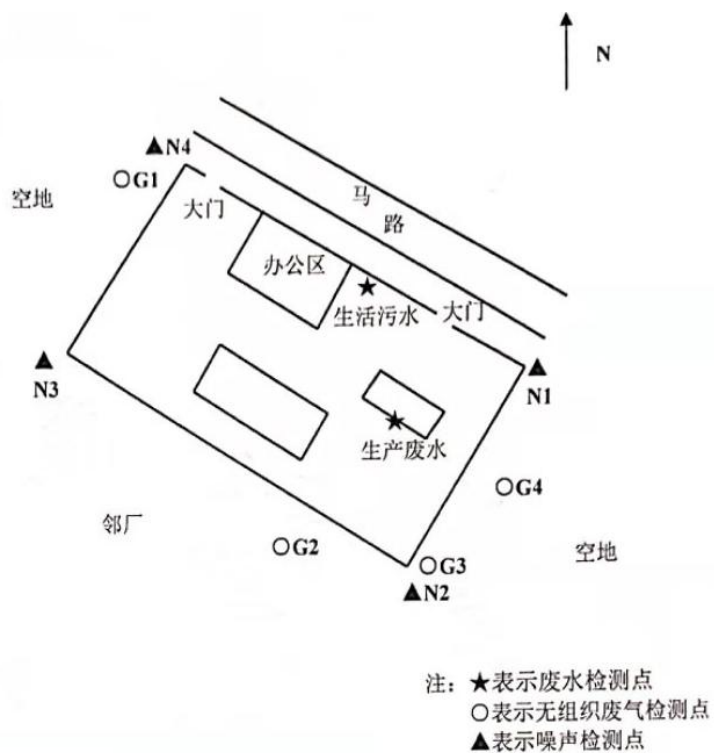 N
N4
G1
空地
大门
马
路
办公区
生活污水
大门
N3
N1
生产废水
G4
邻厂
G2
空地
G3
N2
注：★表示废水检测点
○表示无组织废气检测点
▲表示噪声检测点